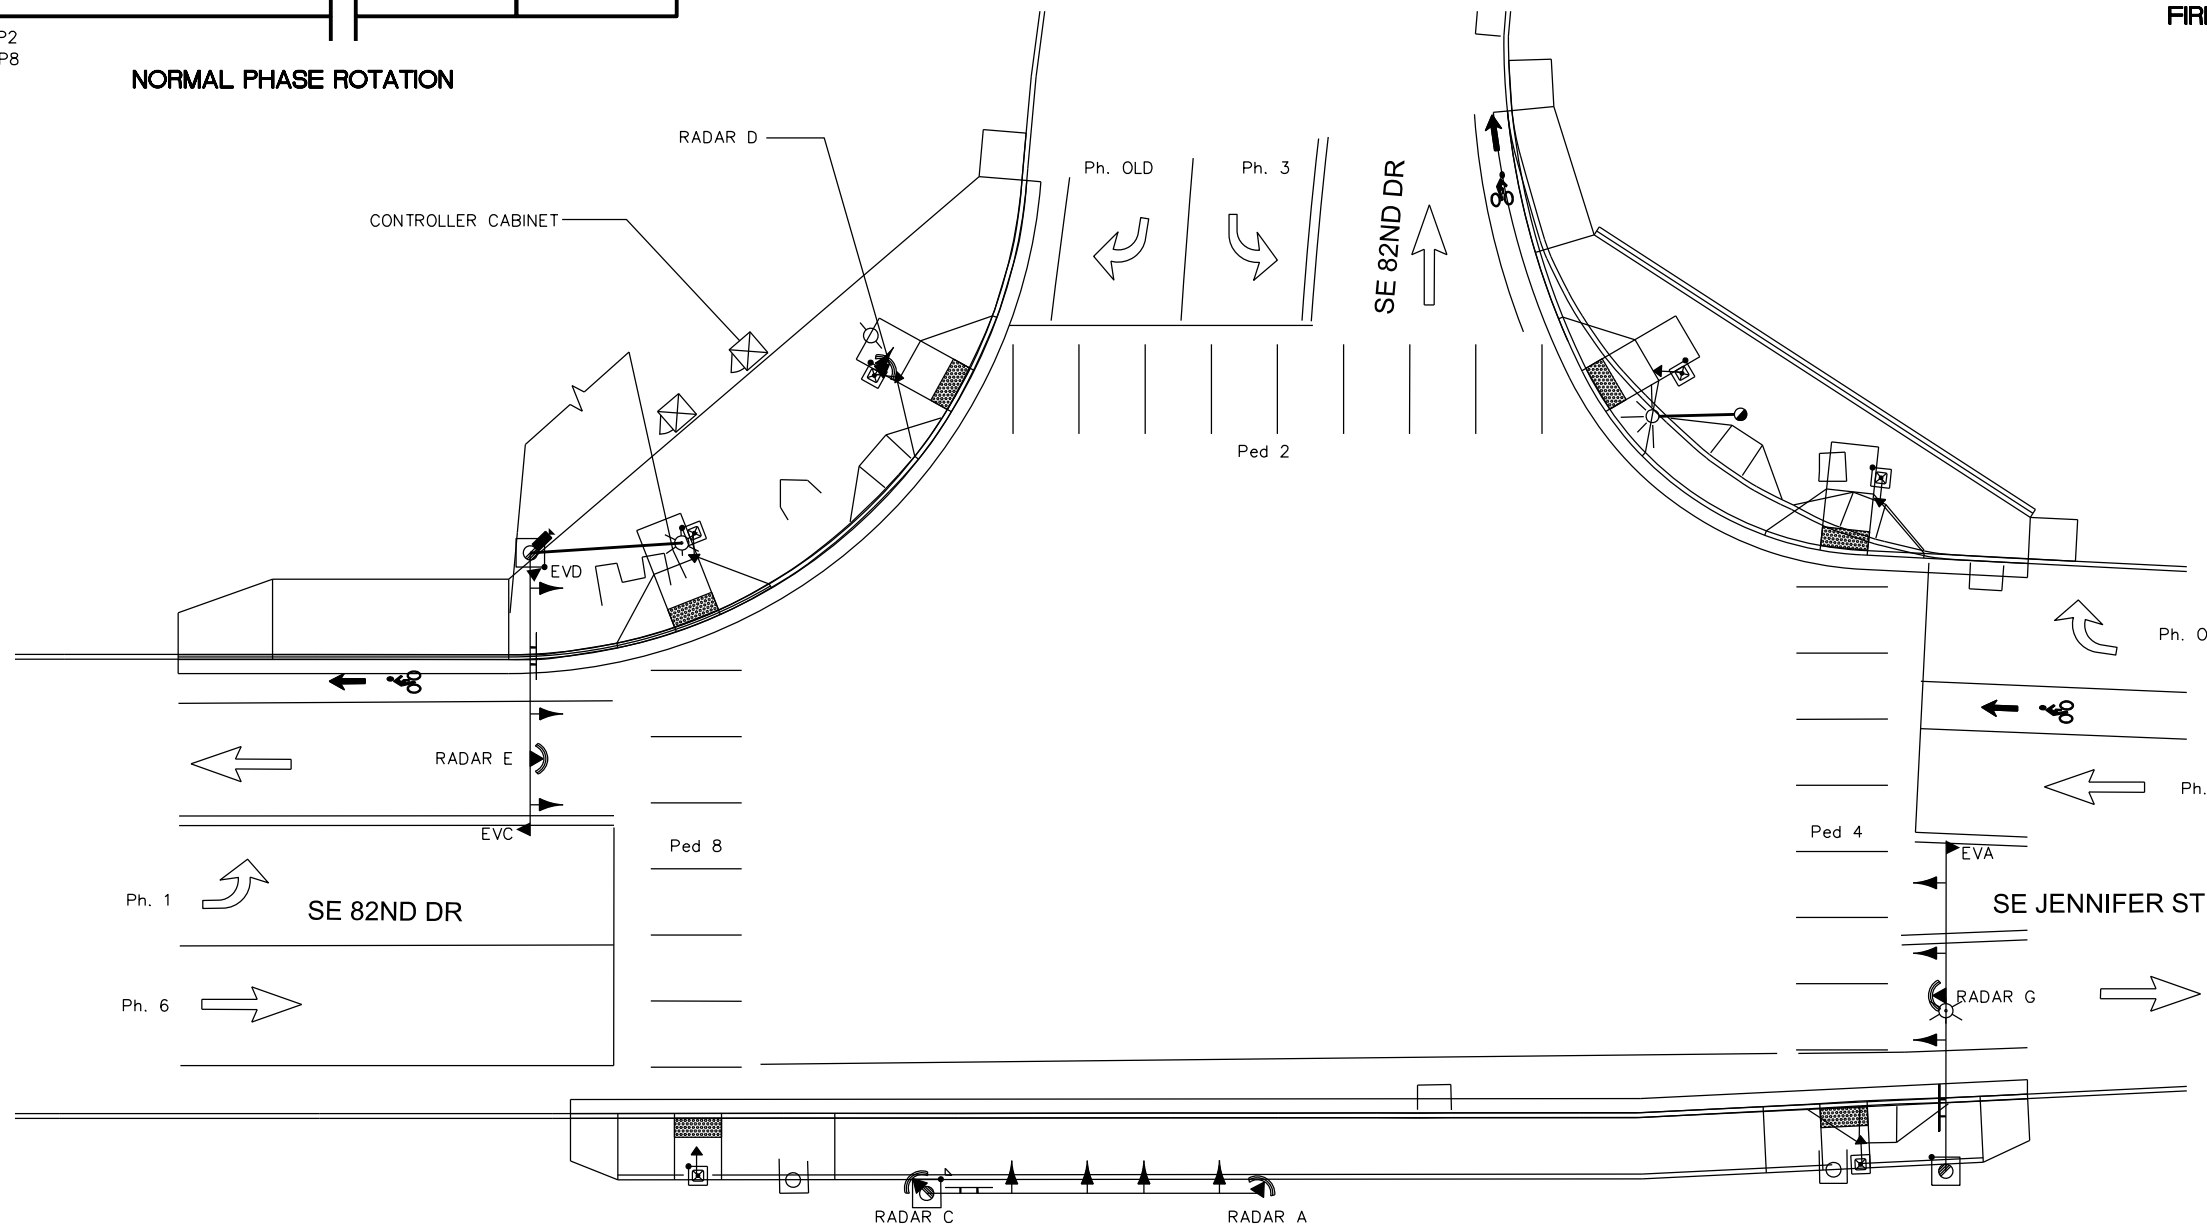 P2
P8
FIR
NORMAL PHASE ROTATION
RADAR D
Ph. OLD
Ph. 3
SE 82ND DR
CONTROLLER CABINET
Ped 2
EVD
Ph. O
RADAR E
Ph.
EVC
Ped 8
Ped 4
EVA
Ph. 1
SE 82ND DR
SE JENNIFER ST
Ph. 6
RADAR G
RADAR C
RADAR A